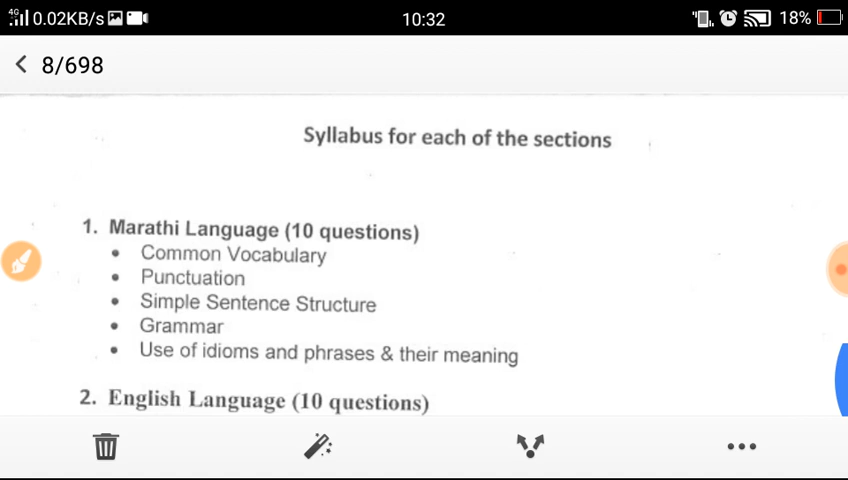 4G 0.02KB/s 10:32 18%
8/698
Syllabus for each of the sections
1. Marathi Language (10 questions)
• Common Vocabulary
• Punctuation
• Simple Sentence Structure
• Grammar
• Use of idioms and phrases & their meaning
2. English Language (10 questions)